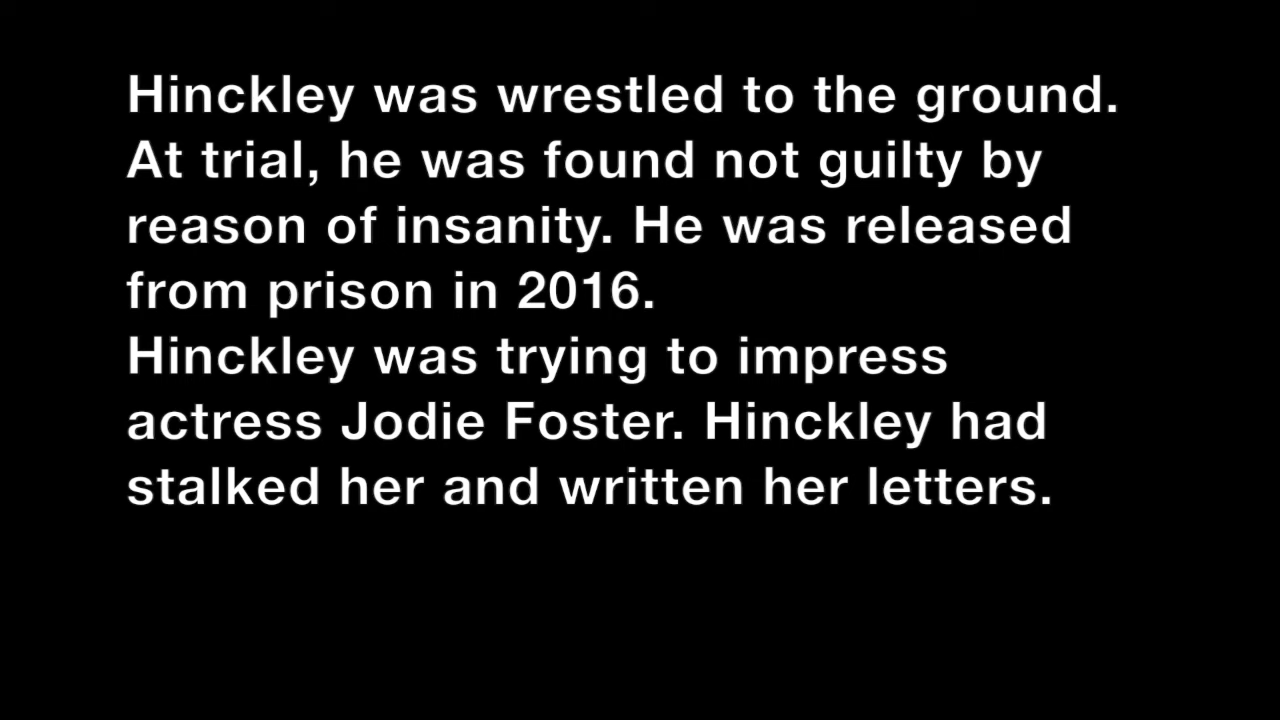 Hinckley was wrestled to the ground.
At trial, he was found not guilty by
reason of insanity. He was released
from prison in 2016.
Hinckley was trying to impress
actress Jodie Foster. Hinckley had
stalked her and written her letters.